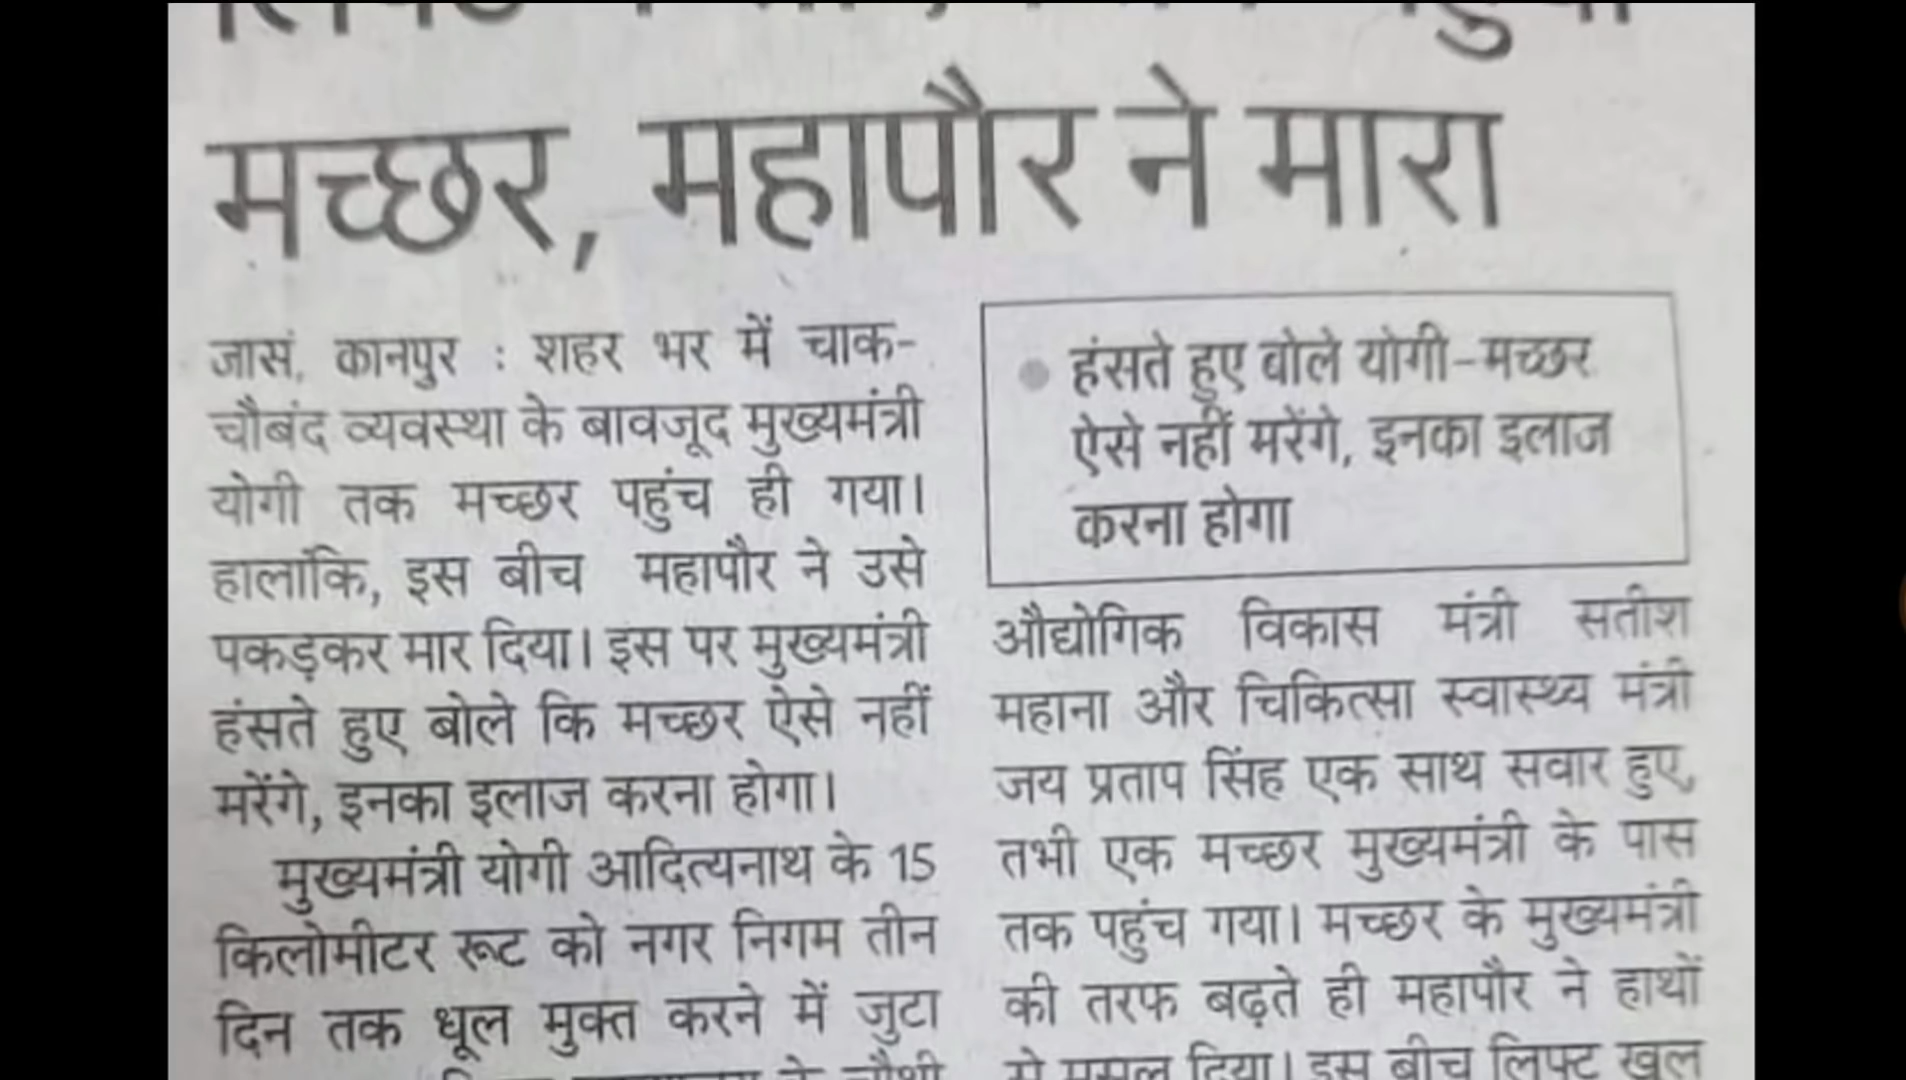 मच्छर, महापौर ने मारा
जासं, कानपुर : शहर भर में चाक-
चौबंद व्यवस्था के बावजूद मुख्यमंत्री
योगी तक मच्छर पहुंच ही गया।
हालांकि, इस बीच महापौर ने उसे
पकड़कर मार दिया। इस पर मुख्यमंत्री
हंसते हुए बोले कि मच्छर ऐसे नहीं
मरेंगे, इनका इलाज करना होगा।
मुख्यमंत्री योगी आदित्यनाथ के 15
किलोमीटर रूट को नगर निगम तीन
दिन तक धूल मुक्त करने में जुटा
हंसते हुए बोले योगी-मच्छर
ऐसे नहीं मरेंगे, इनका इलाज
करना होगा
औद्योगिक विकास मंत्री सतीश
महाना और चिकित्सा स्वास्थ्य मंत्री
जय प्रताप सिंह एक साथ सवार हुए,
तभी एक मच्छर मुख्यमंत्री के पास
तक पहुंच गया। मच्छर के मुख्यमंत्री
की तरफ बढ़ते ही महापौर ने हाथों
से मसल दिया। इस बीच लिफ्ट खुल